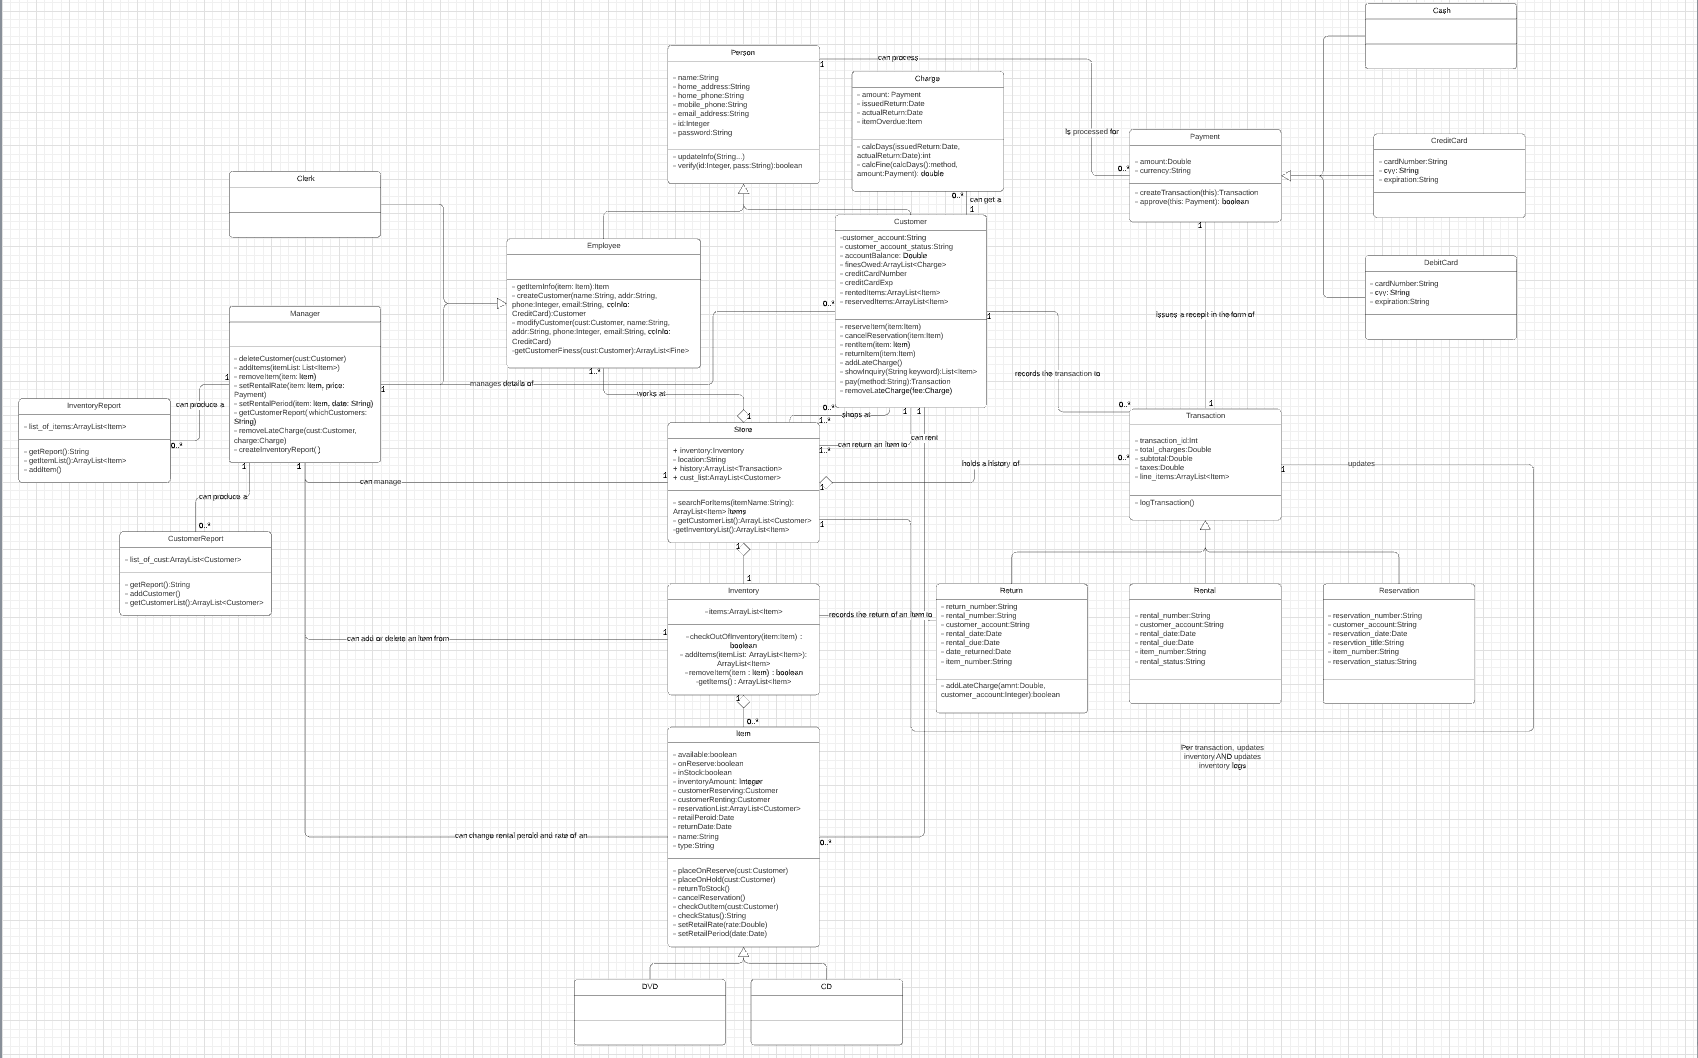 Cash
Person
- name:String
- home_address:String
- home_phone:String
- mobile_phone:String
- email_address:String
- id:Integer
- password:String
- updateInfo(String...)
- verify(id:Integer, pass:String):boolean
1
can process
Charge
- amount: Payment
- issuedReturn:Date
- actualReturn:Date
- itemOverdue:Item
- calcDays(issuedReturn:Date,
actualReturn:Date):int
- calcFine(calcDays():method,
amount:Payment): double
0..*
can get a
1
Is processed for
0..*
Payment
- amount:Double
- currency:String
- createTransaction(this):Transaction
- approve(this: Payment): boolean
1
CreditCard
- cardNumber:String
- cvv: String
- expiration:String
DebitCard
- cardNumber:String
- cvv: String
- expiration:String
Clerk
Employee
- getItemInfo(item: Item):Item
- createCustomer(name:String, addr:String,
phone:Integer, email:String, ccInfo:
CreditCard):Customer
- modifyCustomer(cust:Customer, name:String,
addr:String, phone:Integer, email:String, ccInfo:
CreditCard)
-getCustomerFiness(cust:Customer):ArrayList<Fine>
1..*
Customer
-customer_account:String
- customer_account_status:String
- accountBalance: Double
- finesOwed:ArrayList<Charge>
- creditCardNumber
- creditCardExp
- rentedItems:ArrayList<Item>
- reservedItems:ArrayList<Item>
- reserveItem(item:Item)
- cancelReservation(item:Item)
- rentItem(item: Item)
- returnItem(item:Item)
- addLateCharge()
- showInquiry(String keyword):List<Item>
- pay(method:String):Transaction
- removeLateCharge(fee:Charge)
0..*
1
0..*
1
1
Issues a recepit in the form of
records the transaction to
0..*
1
Manager
- deleteCustomer(cust:Customer)
- addItems(itemList: List<Item>)
- removeItem(item: Item)
- setRentalRate(item: Item, price:
Payment)
- setRentalPeriod(item: Item, date: String)
- getCustomerReport( whichCustomers:
String)
- removeLateCharge(cust:Customer,
charge:Charge)
- createInventoryReport( )
1
1
1
1
manages details of
works at
1
shops at
1..*
can return an item to
1..*
can rent
InventoryReport
- list_of_items:ArrayList<Item>
- getReport():String
- getItemList():ArrayList<Item>
- addItem()
can produce a
0..*
can produce a
0..*
CustomerReport
- list_of_cust:ArrayList<Customer>
- getReport():String
- addCustomer()
- getCustomerList():ArrayList<Customer>
can manage
1
Store
+ inventory:Inventory
- location:String
+ history:ArrayList<Transaction>
+ cust_list:ArrayList<Customer>
- searchForItems(itemName:String):
ArrayList<Item> items
- getCustomerList():ArrayList<Customer>
-getInventoryList():ArrayList<Item>
1
1
1
holds a history of
0..*
Transaction
- transaction_id:Int
- total_charges:Double
- subtotal:Double
- taxes:Double
- line_items:ArrayList<Item>
- logTransaction()
1
updates
1
Inventory
-items:ArrayList<Item>
-checkOutOfInventory(item:Item) :
boolean
- addItems(itemList: ArrayList<Item>):
ArrayList<Item>
-removeItem(item : Item) : boolean
-getItems() : ArrayList<Item>
1
can add or delete an item from
1
records the return of an item to
Return
- return_number:String
- rental_number:String
- customer_account:String
- rental_date:Date
- rental_due:Date
- date_returned:Date
- item_number:String
- addLateCharge(amnt:Double,
customer_account:Integer):boolean
Rental
- rental_number:String
- customer_account:String
- rental_date:Date
- rental_due:Date
- item_number:String
- rental_status:String
Reservation
- reservation_number:String
- customer_account:String
- reservation_date:Date
- reservtion_title:String
- item_number:String
- reservation_status:String
Per transaction, updates
inventory AND updates
inventory logs
0..*
Item
- available:boolean
- onReserve:boolean
- inStock:boolean
- inventoryAmount: Integer
- customerReserving:Customer
- customerRenting:Customer
- reservationList:ArrayList<Customer>
- retailPeroid:Date
- returnDate:Date
- name:String
- type:String
- placeOnReserve(cust:Customer)
- placeOnHold(cust:Customer)
- returnToStock()
- cancelReservation()
- checkOutItem(cust:Customer)
- checkStatus():String
- setRetailRate(rate:Double)
- setRetailPeriod(date:Date)
can change rental peroid and rate of an
0..*
DVD
CD